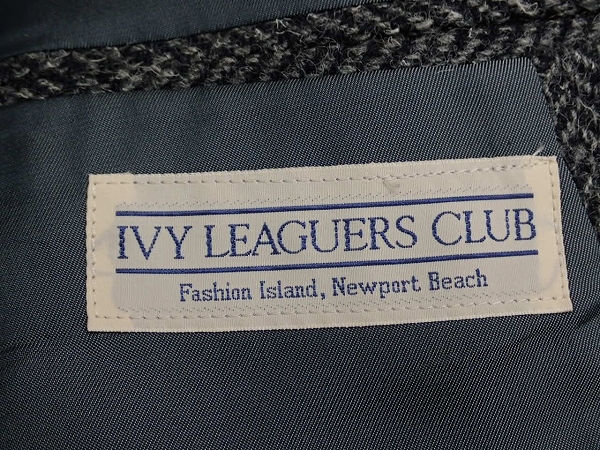 IVY LEAGUERS CLUB
Fashion Island, Newport Beach